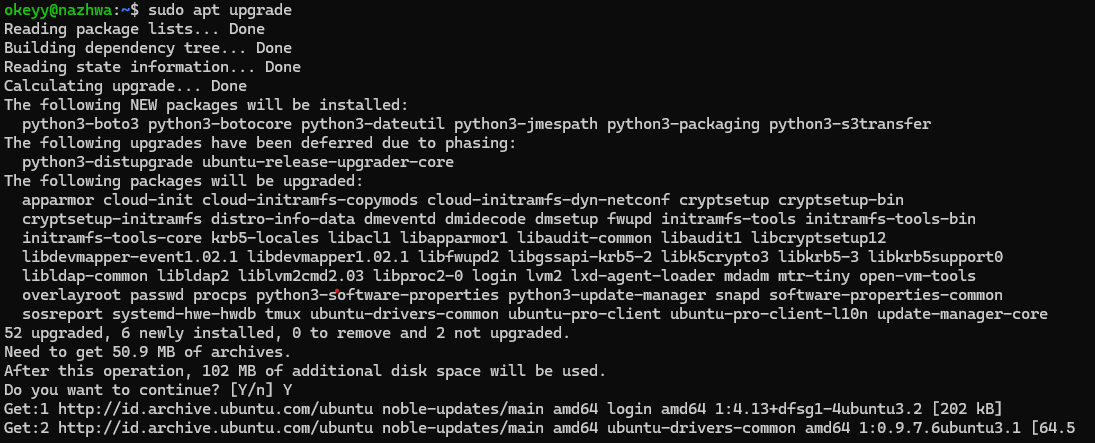 okeyy@nazhwa:~$ sudo apt upgrade
Reading package lists... Done
Building dependency tree... Done
Reading state information... Done
Calculating upgrade... Done
The following NEW packages will be installed:
  python3-boto3 python3-botocore python3-dateutil python3-jmespath python3-packaging python3-s3transfer
The following upgrades have been deferred due to phasing:
  python3-distupgrade ubuntu-release-upgrader-core
The following packages will be upgraded:
  apparmor cloud-init cloud-initramfs-copymods cloud-initramfs-dyn-netconf cryptsetup cryptsetup-bin
  cryptsetup-initramfs distro-info-data dmeventd dmidecode dmsetup fwupd initramfs-tools initramfs-tools-bin
  initramfs-tools-core krb5-locales libacl1 libapparmor1 libaudit-common libaudit1 libcryptsetup12
  libdevmapper-event1.02.1 libdevmapper1.02.1 libfwupd2 libgssapi-krb5-2 libk5crypto3 libkrb5-3 libkrb5support0
  libldap-common libldap2 liblvm2cmd2.03 libproc2-0 login lvm2 lxd-agent-loader mdadm mtr-tiny open-vm-tools
  overlayroot passwd procps python3-software-properties python3-update-manager snapd software-properties-common
  sosreport systemd-hwe-hwdb tmux ubuntu-drivers-common ubuntu-pro-client ubuntu-pro-client-l10n update-manager-core
52 upgraded, 6 newly installed, 0 to remove and 2 not upgraded.
Need to get 50.9 MB of archives.
After this operation, 102 MB of additional disk space will be used.
Do you want to continue? [Y/n] Y
Get:1 http://id.archive.ubuntu.com/ubuntu noble-updates/main amd64 login amd64 1:4.13+dfsg1-4ubuntu3.2 [202 kB]
Get:2 http://id.archive.ubuntu.com/ubuntu noble-updates/main amd64 ubuntu-drivers-common amd64 1:0.9.7.6ubuntu3.1 [64.5